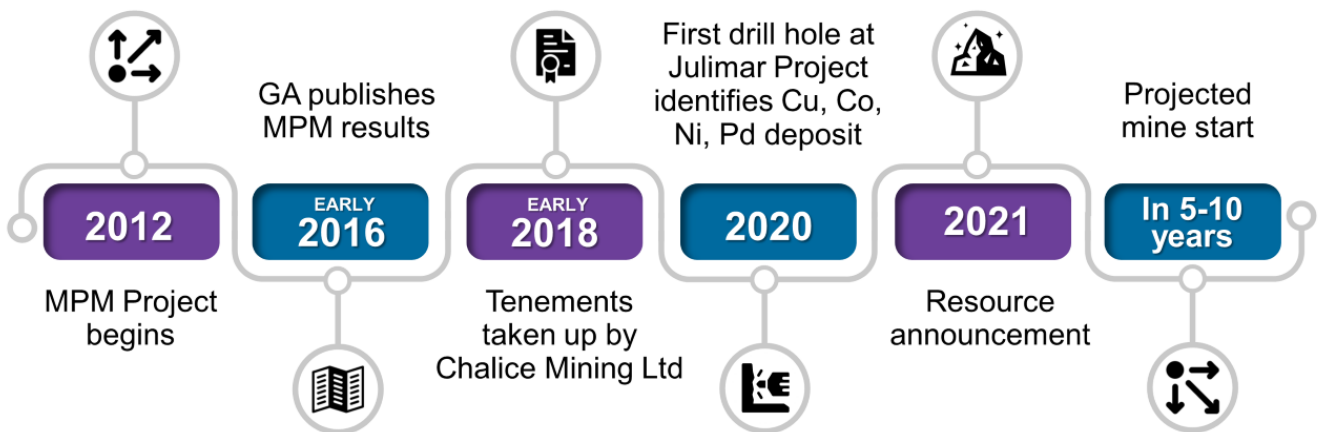 2012
MPM Project
begins
GA publishes
MPM results
EARLY
2016
EARLY
2018
Tenements
taken up by
Chalice Mining Ltd
First drill hole at
Julimar Project
identifies Cu, Co,
Ni, Pd deposit
2020
2021
Resource
announcement
Projected
mine start
In 5-10
years